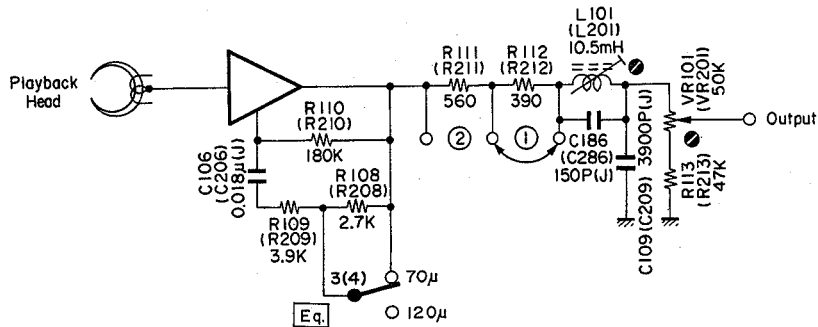 Playback
Head
R110
(R210)
180K
C106
(C206)
0.018μ(J)
R108
(R208)
2.7K
R109
(R209)
3.9K
3(4)
70μ
120μ
Eq.
R111
(R211)
560
R112
(R212)
390
②
①
L101
(L201)
10.5mH
C186
(C286)
150P(J)
C109(C209) 3900P(J)
VR101
(VR201)
50K
R113
(R213)
47K
Output